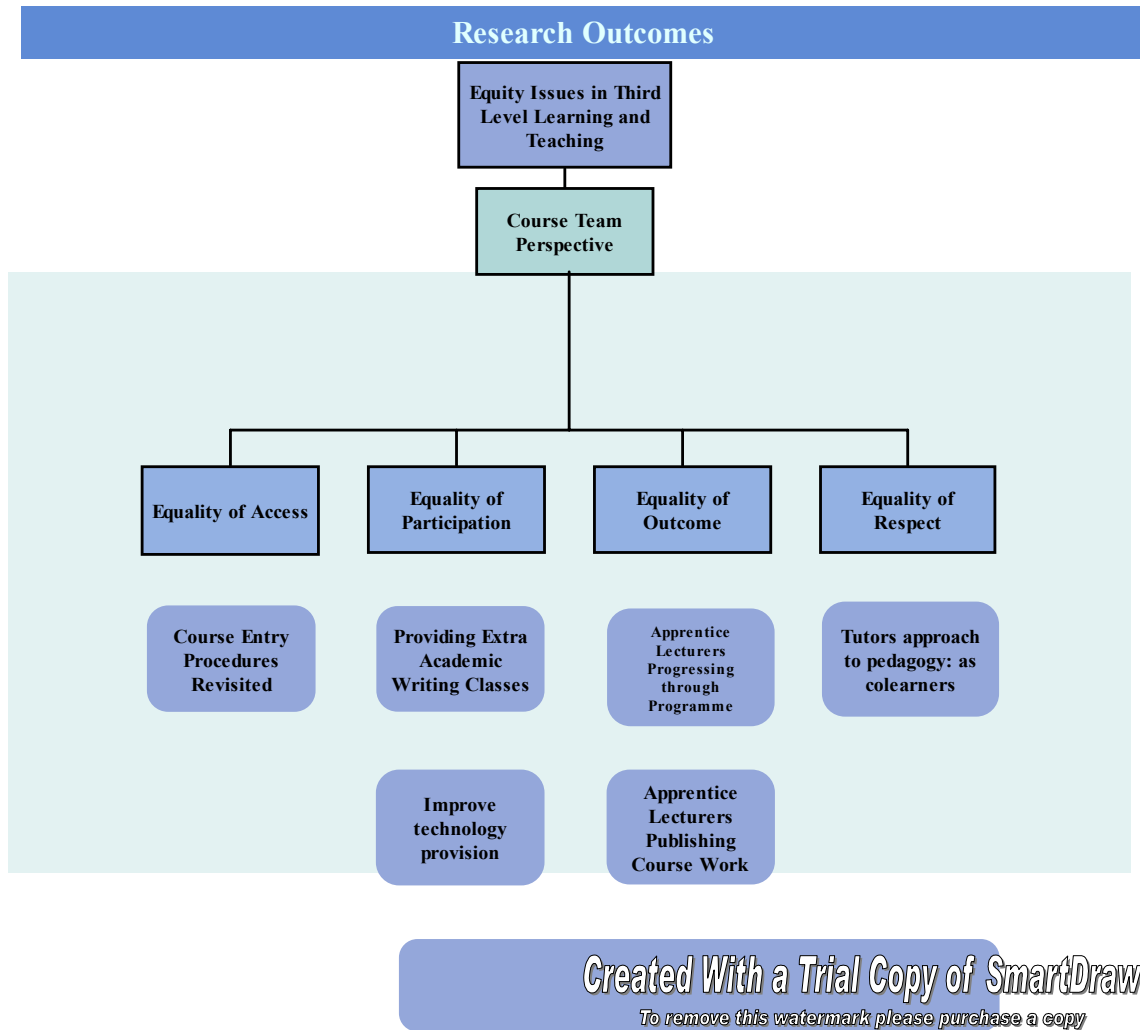 Research Outcomes
Equity Issues in Third
Level Learning and
Teaching
Course Team
Perspective
Equality of Access
Equality of
Participation
Equality of
Outcome
Equality of
Respect
Course Entry
Procedures
Revisited
Providing Extra
Academic
Writing Classes
Apprentice
Lecturers
Progressing
through
Programme
Tutors approach
to pedagogy: as
colearners
Improve
technology
provision
Apprentice
Lecturers
Publishing
Course Work
Created With a Trial Copy of SmartDraw
To remove this watermark please purchase a copy